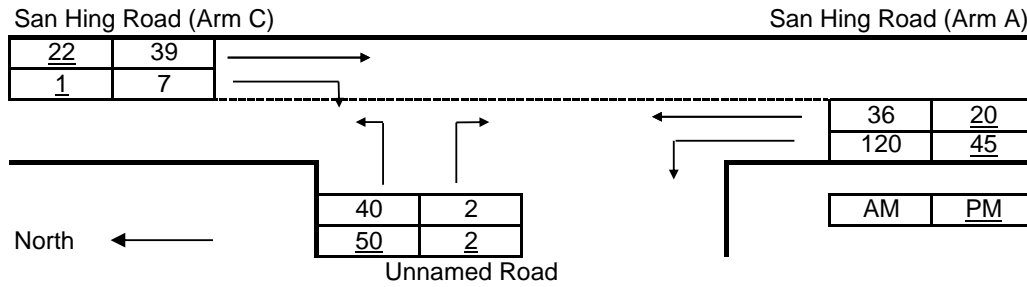 San Hing Road (Arm C) San Hing Road (Arm A)
22 39
1 7
36 20
120 45
40 2
50 2
AM PM
North
Unnamed Road